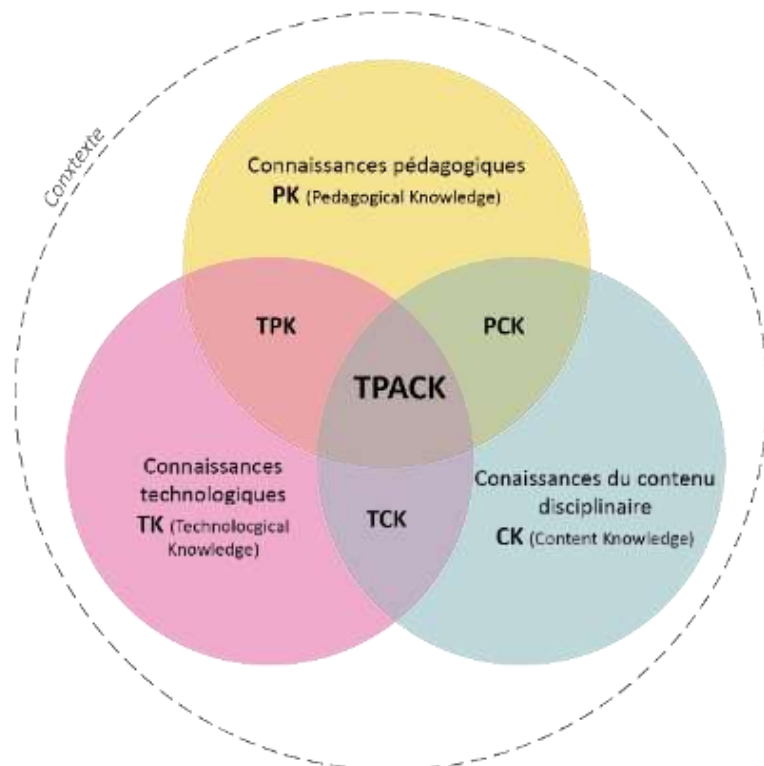 Conxtexte
Connaissances pédagogiques
PK (Pedagogical Knowledge)
TPK
PCK
TPACK
Connaissances
technologiques
TK (Technolocgical
Knowledge)
TCK
Conaissances du contenu
disciplinaire
CK (Content Knowledge)